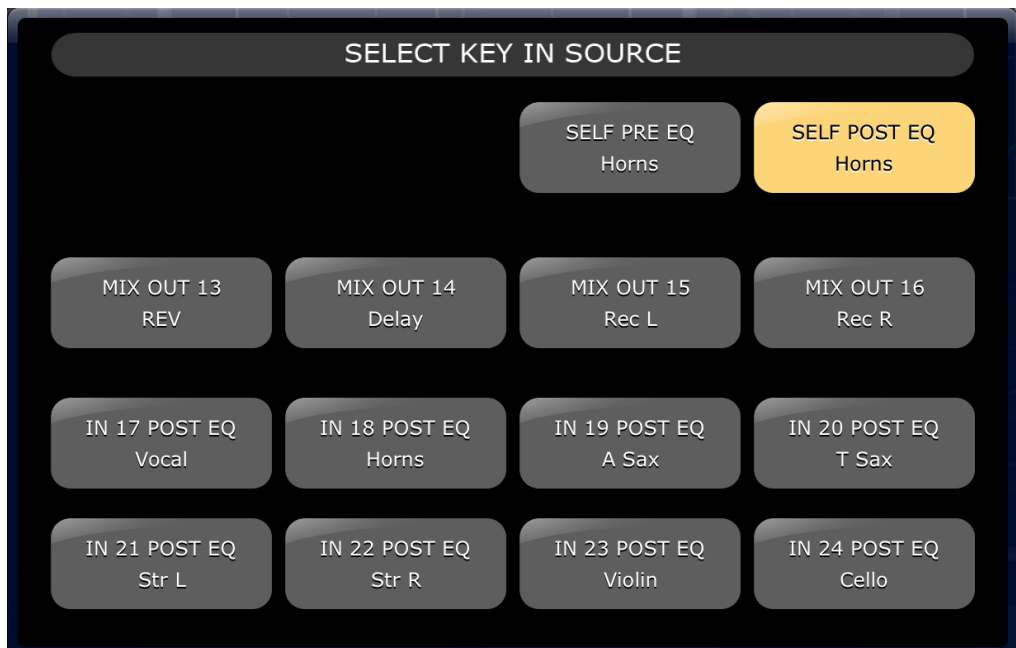 SELECT KEY IN SOURCE
SELF PRE EQ
Horns
SELF POST EQ
Horns
MIX OUT 13
REV
MIX OUT 14
Delay
MIX OUT 15
Rec L
MIX OUT 16
Rec R
IN 17 POST EQ
Vocal
IN 18 POST EQ
Horns
IN 19 POST EQ
A Sax
IN 20 POST EQ
T Sax
IN 21 POST EQ
Str L
IN 22 POST EQ
Str R
IN 23 POST EQ
Violin
IN 24 POST EQ
Cello